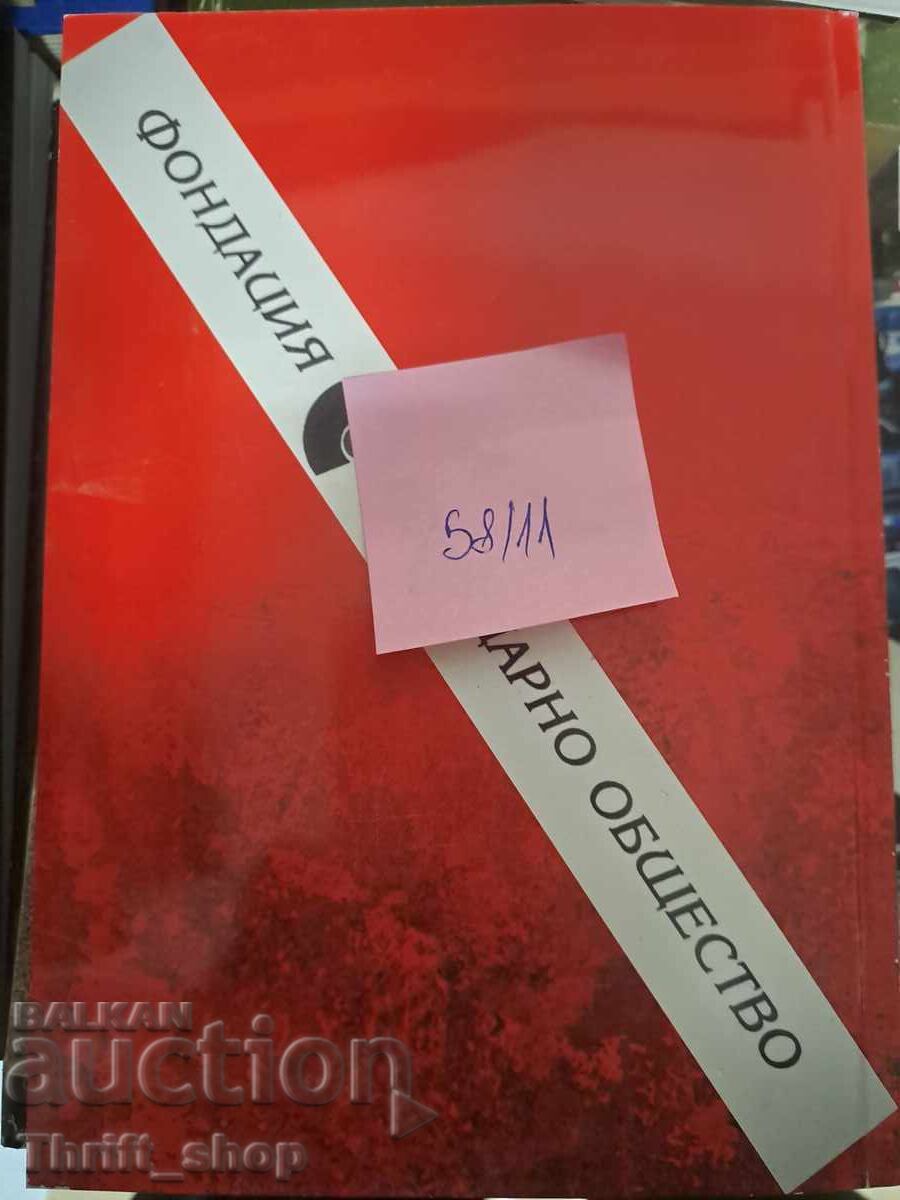 ФОНДАЦИЯ
58/11
ДАРНО ОБЩЕСТВО
BALKAN
auction
Thrift_shop